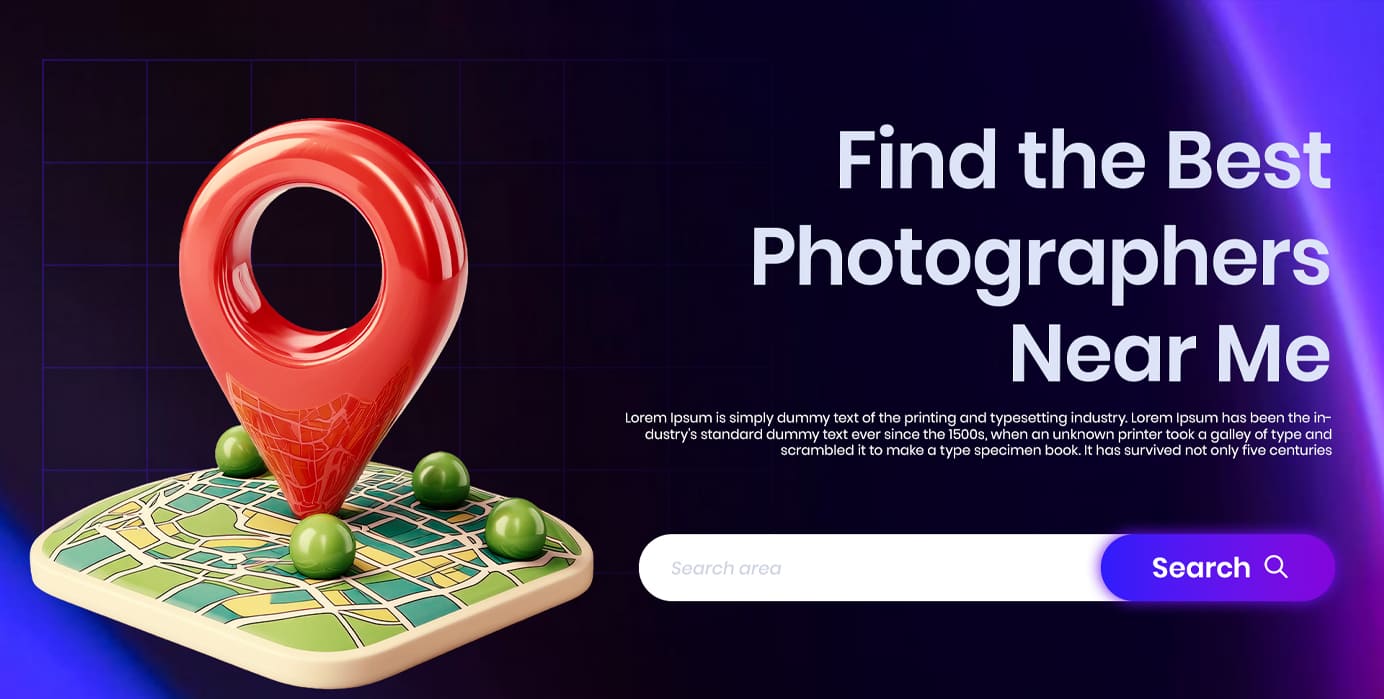 Find the Best
Photographers
Near Me
Lorem Ipsum is simply dummy text of the printing and typesetting industry. Lorem Ipsum has been the in-
dustry's standard dummy text ever since the 1500s, when an unknown printer took a galley of type and
scrambled it to make a type specimen book. It has survived not only five centuries
Search area
Search